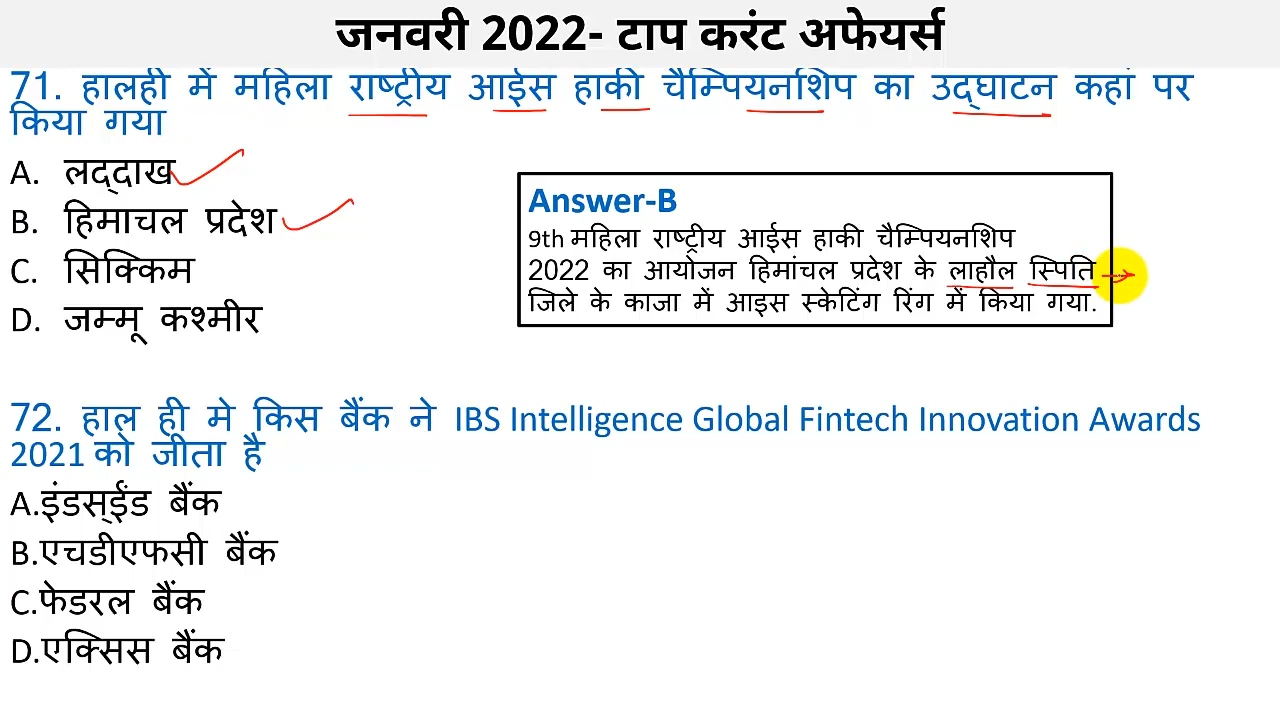 जनवरी 2022- टाप करंट अफेयर्स
71. हालही में महिला राष्ट्रीय आईस हाकी चैम्पियनशिप का उद्घाटन कहां पर
किया गया
A. लद्दाख
B. हिमाचल प्रदेश
C. सिक्किम
D. जम्मू कश्मीर
Answer-B
9th महिला राष्ट्रीय आईस हाकी चैम्पियनशिप
2022 का आयोजन हिमांचल प्रदेश के लाहौल स्पिति
जिले के काजा में आइस स्केटिंग रिंग में किया गया.
72. हाल ही मे किस बैंक ने IBS Intelligence Global Fintech Innovation Awards
2021 को जीता है
A.इंडस्ईंड बैंक
B.एचडीएफसी बैंक
C.फेडरल बैंक
D.एक्सिस बैंक